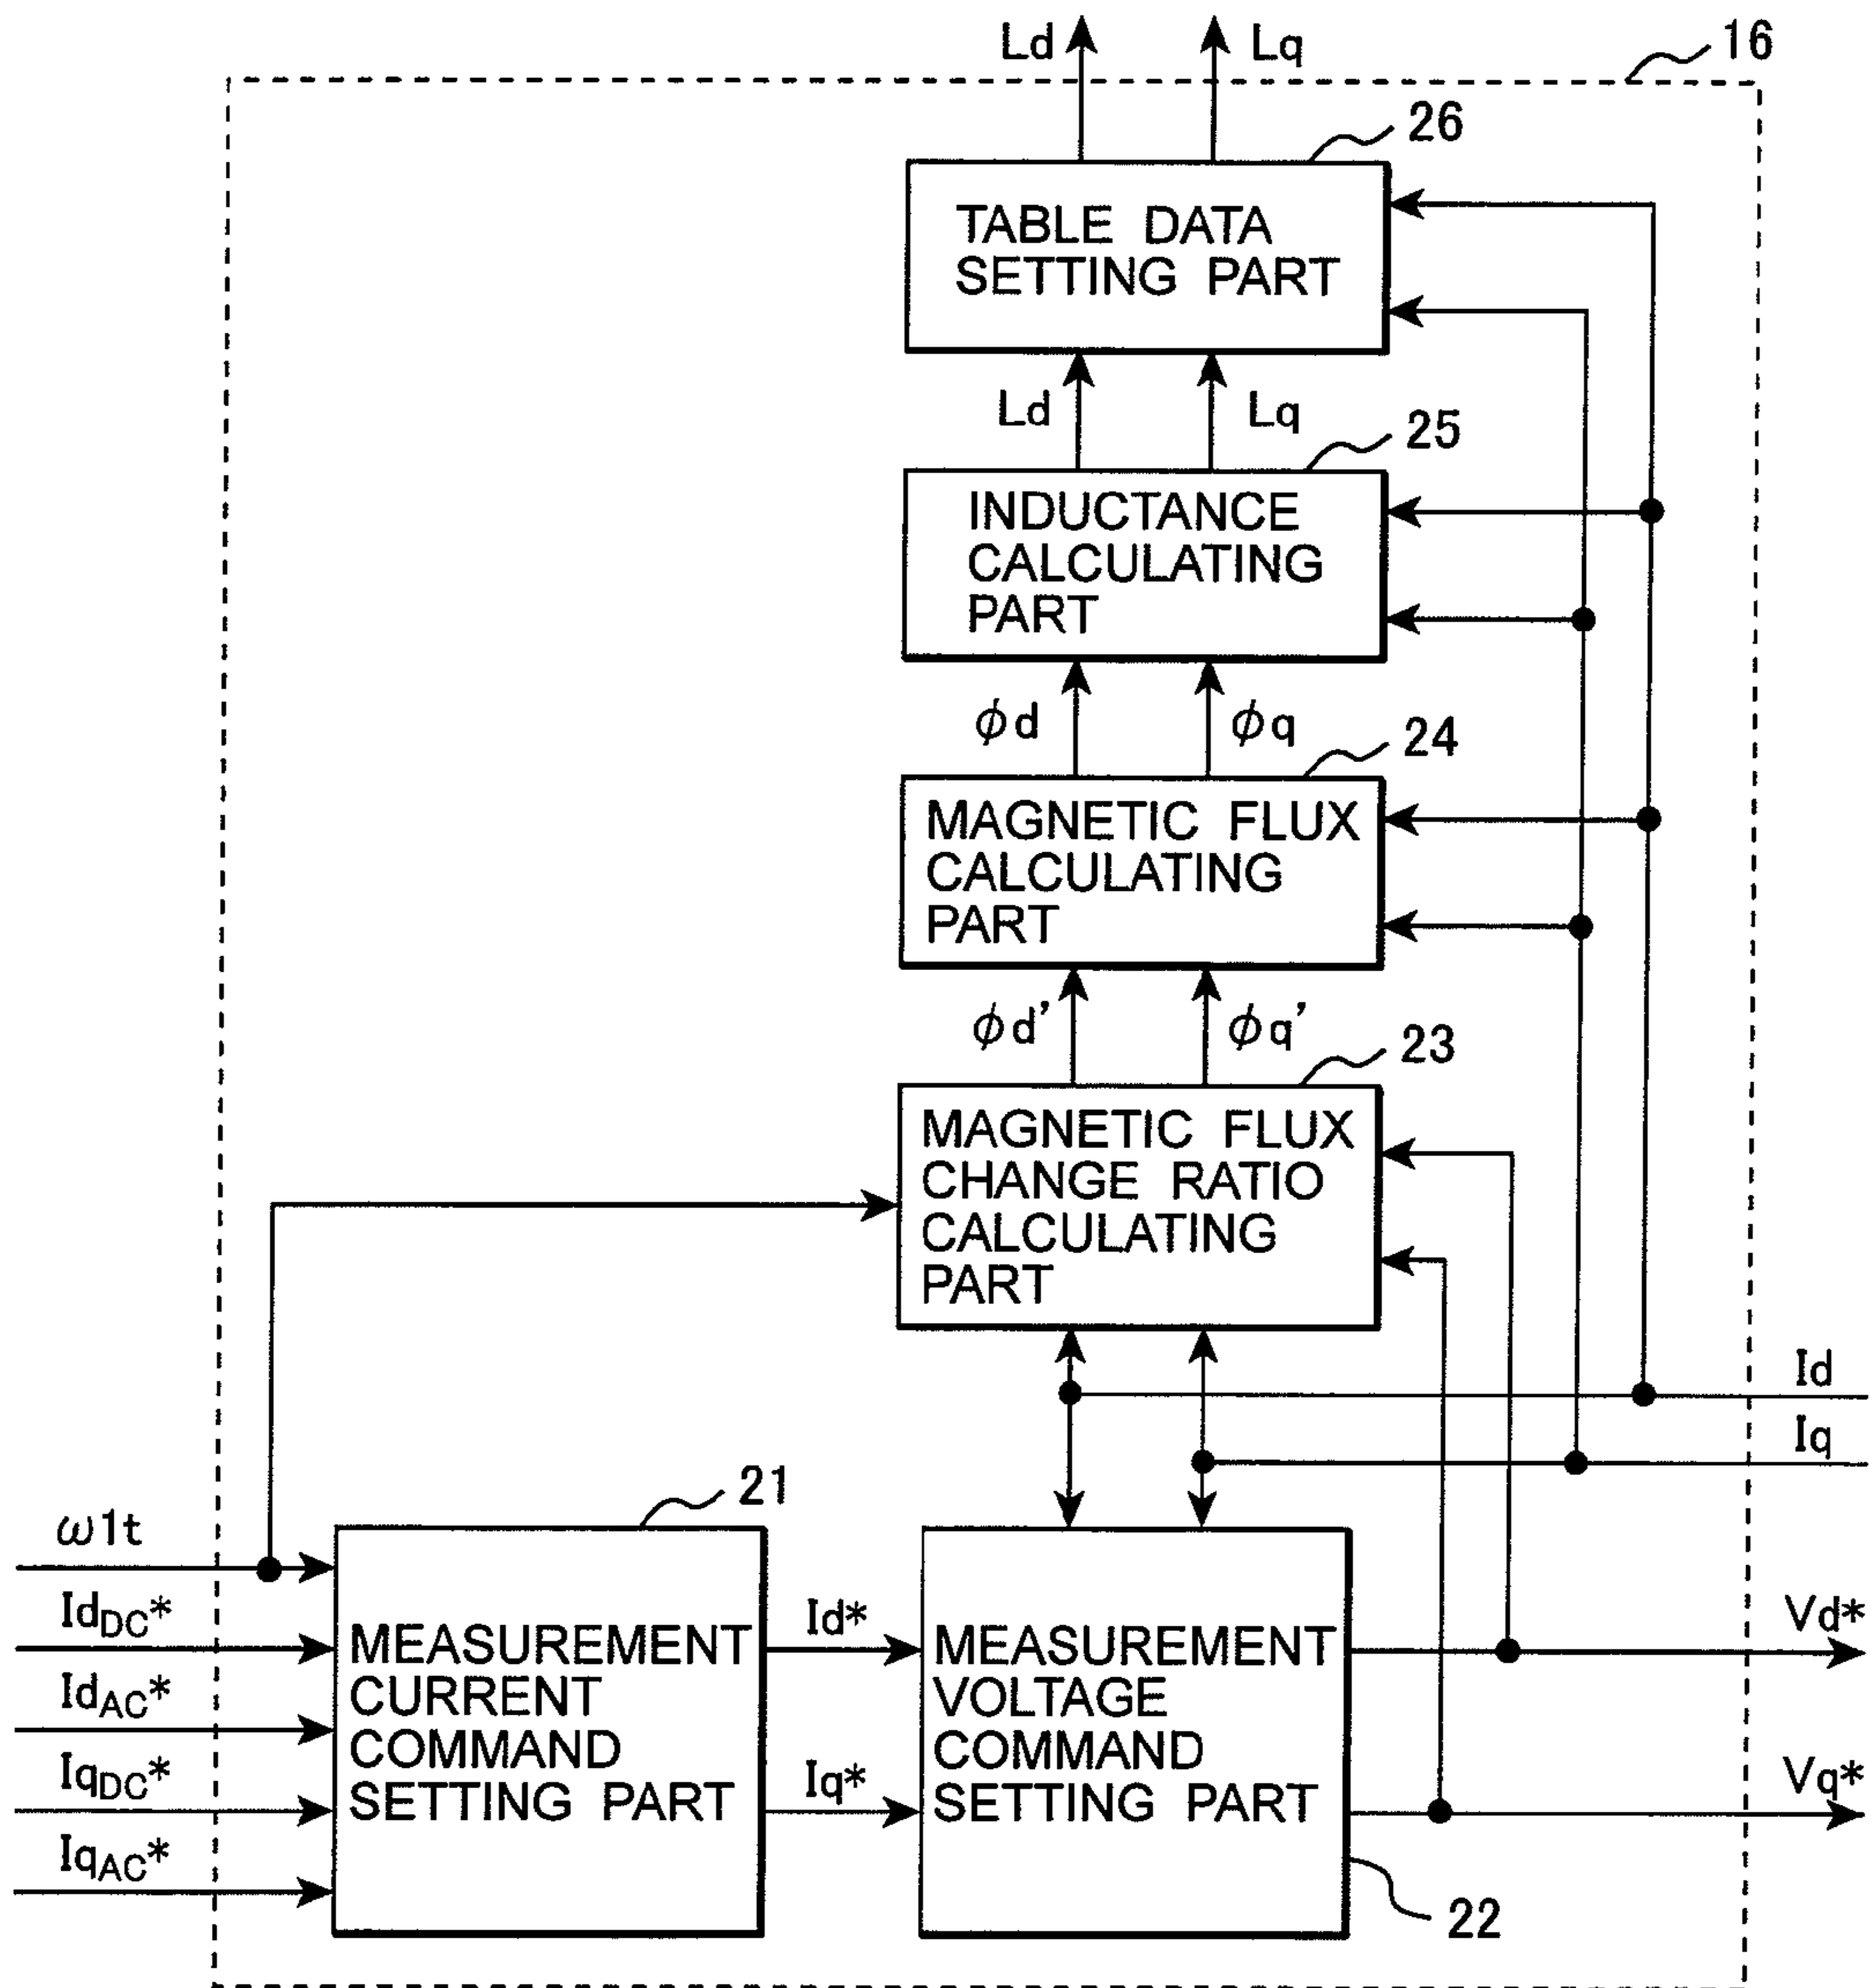 Ld
Lq
16
26
TABLE DATA
SETTING PART
Ld
Lq
25
INDUCTANCE
CALCULATING
PART
ϕd
ϕq
24
MAGNETIC FLUX
CALCULATING
PART
ϕd’
ϕq’
23
MAGNETIC FLUX
CHANGE RATIO
CALCULATING
PART
Id
Iq
21
ω1t
IdDC*
IdAC*
IqDC*
IqAC*
MEASUREMENT
CURRENT
COMMAND
SETTING PART
Id*
Iq*
MEASUREMENT
VOLTAGE
COMMAND
SETTING PART
Vd*
Vq*
22